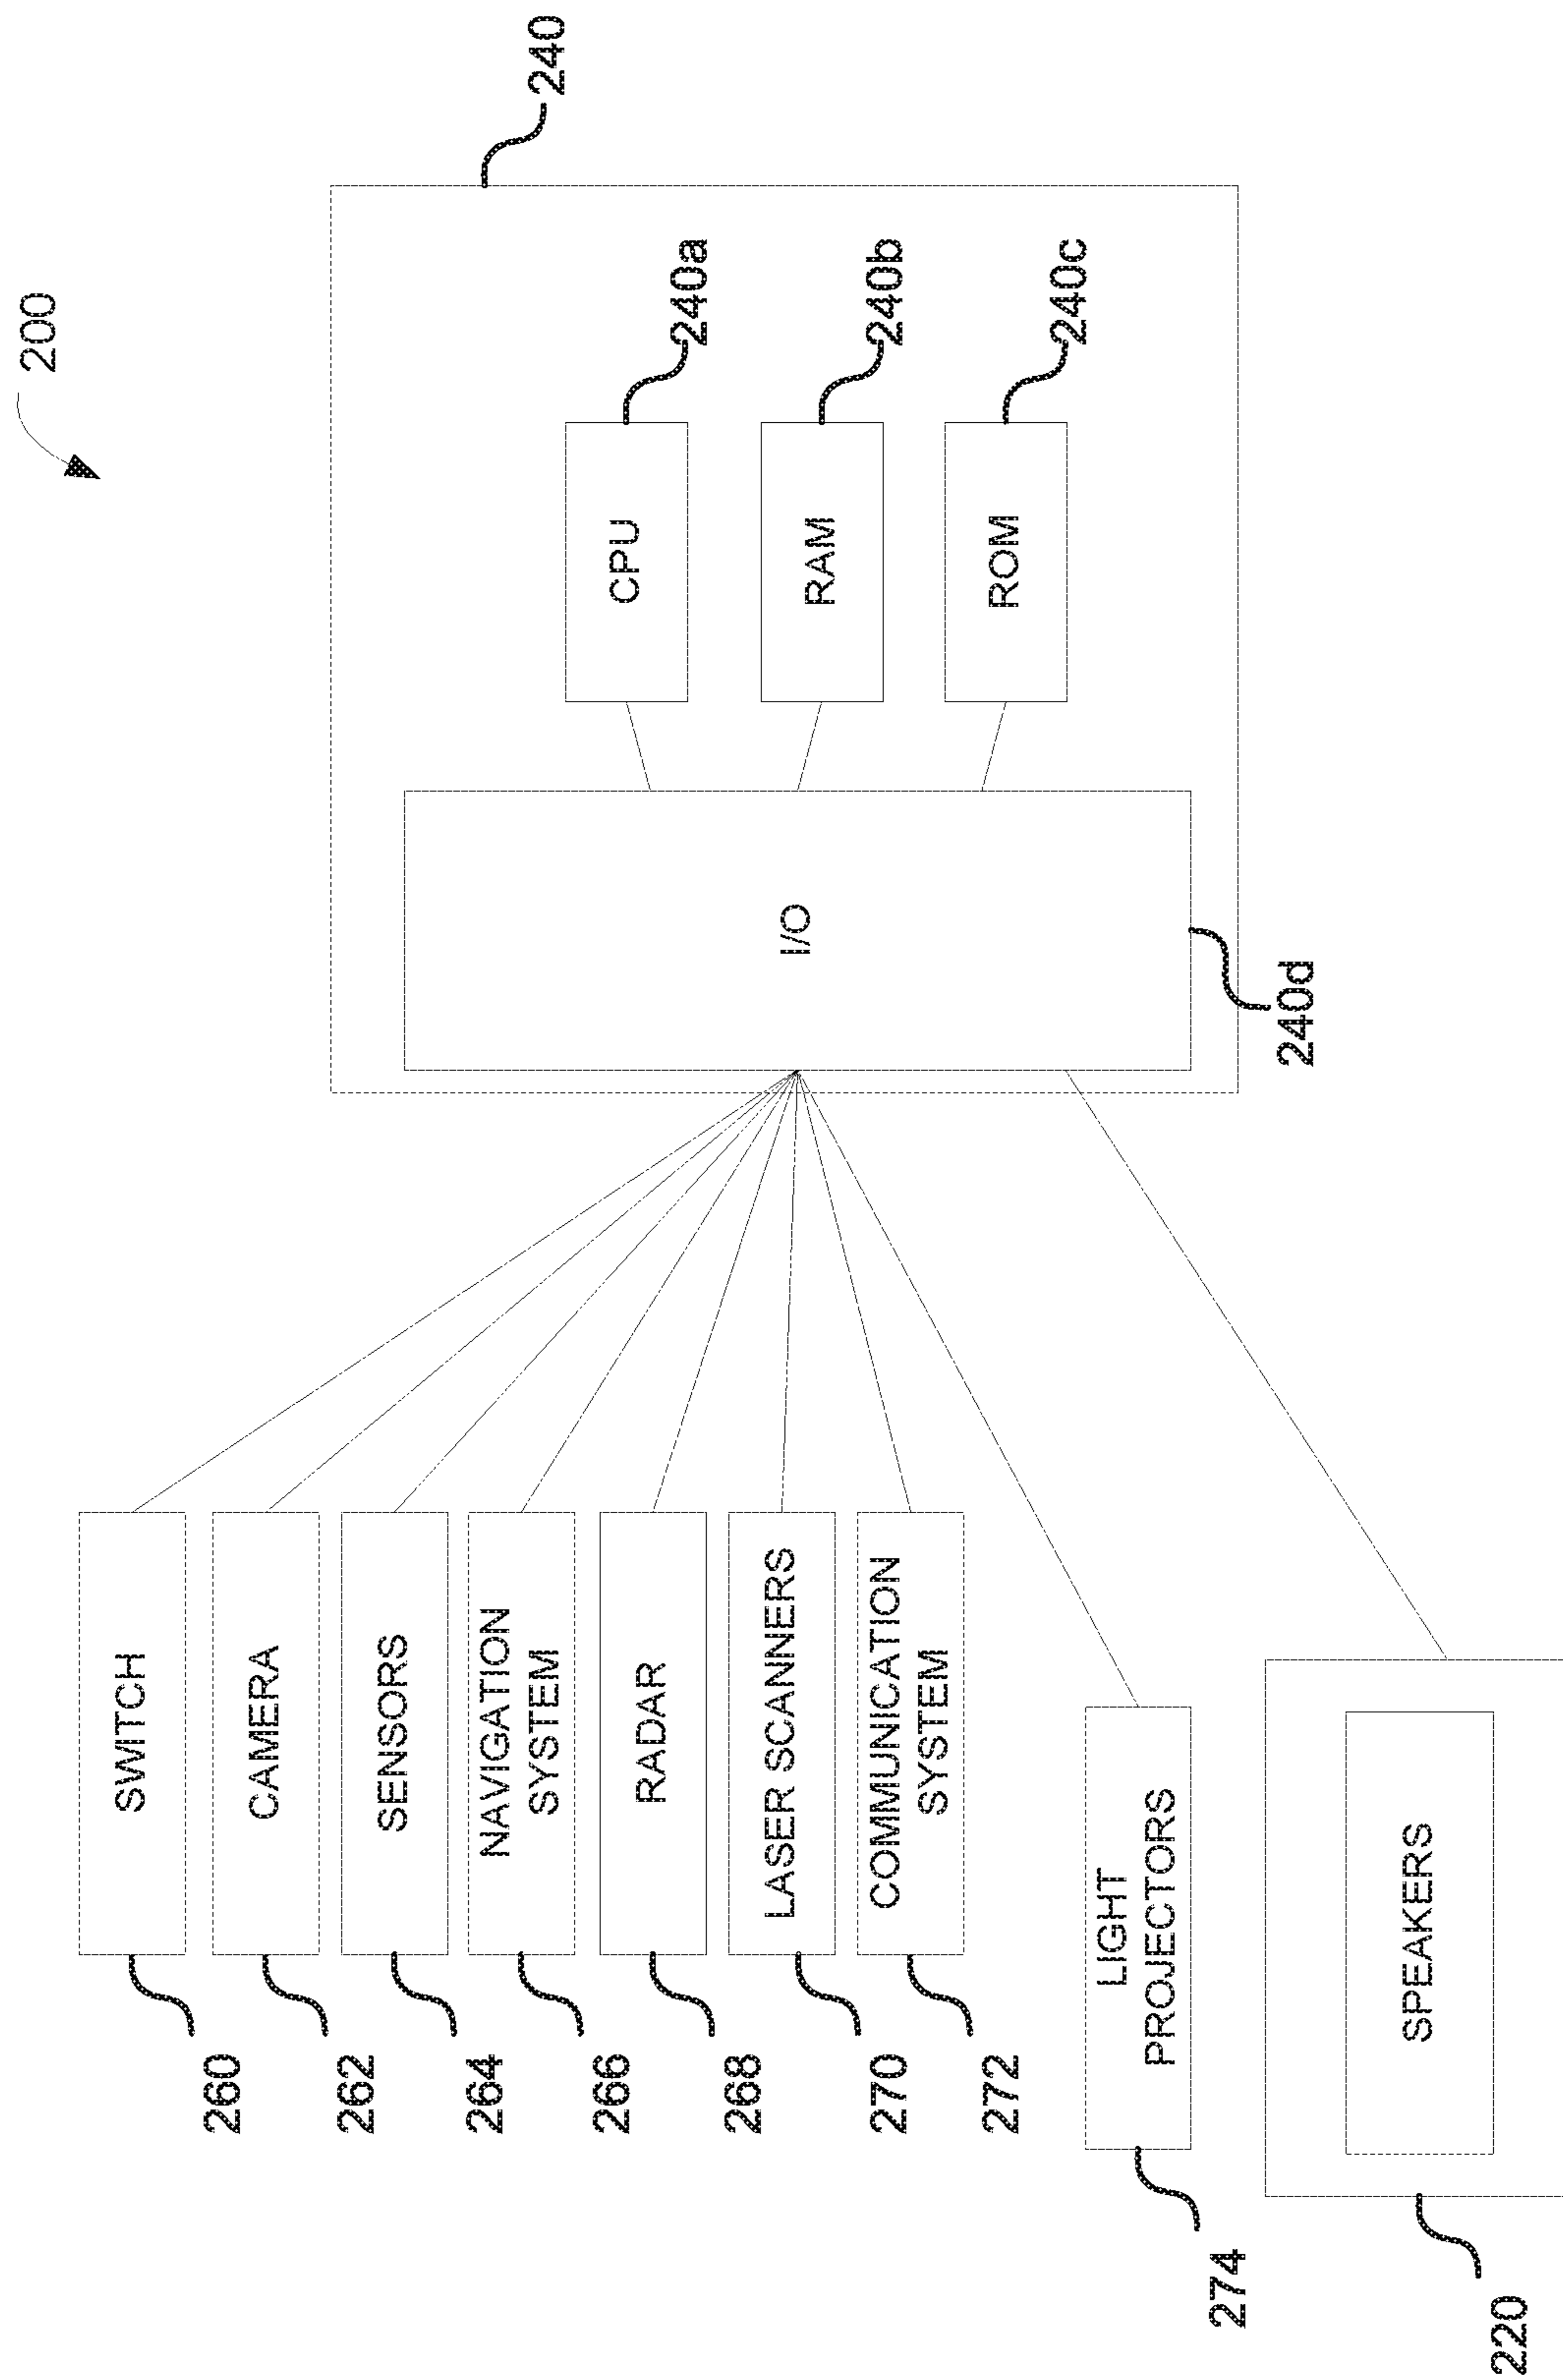 200
240
CPU
240a
RAM
240b
ROM
240c
I/O
240d
SWITCH
260
CAMERA
262
SENSORS
264
NAVIGATION
SYSTEM
266
RADAR
268
LASER SCANNERS
270
COMMUNICATION
SYSTEM
272
LIGHT
PROJECTORS
274
SPEAKERS
220